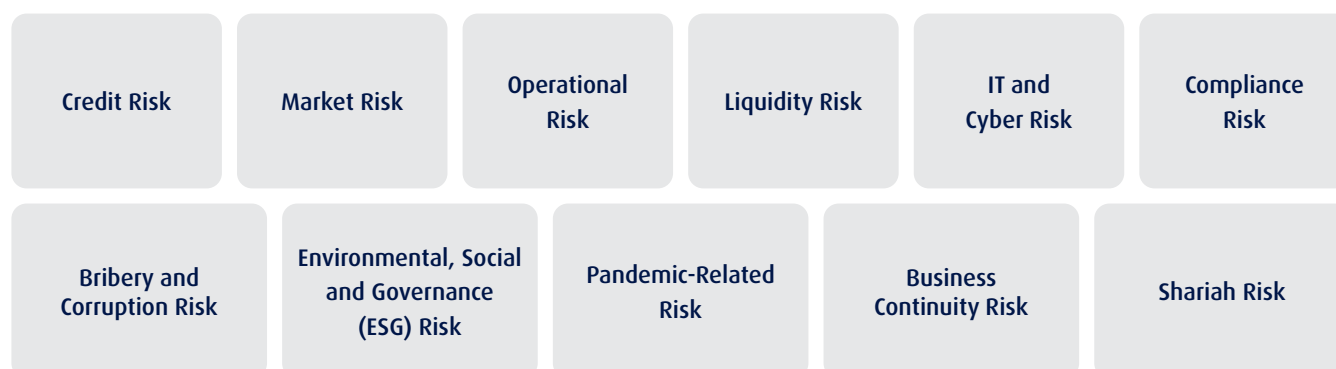 Credit Risk
Market Risk
Operational
Risk
Liquidity Risk
IT and
Cyber Risk
Compliance
Risk
Bribery and
Corruption Risk
Environmental, Social
and Governance
(ESG) Risk
Pandemic-Related
Risk
Business
Continuity Risk
Shariah Risk